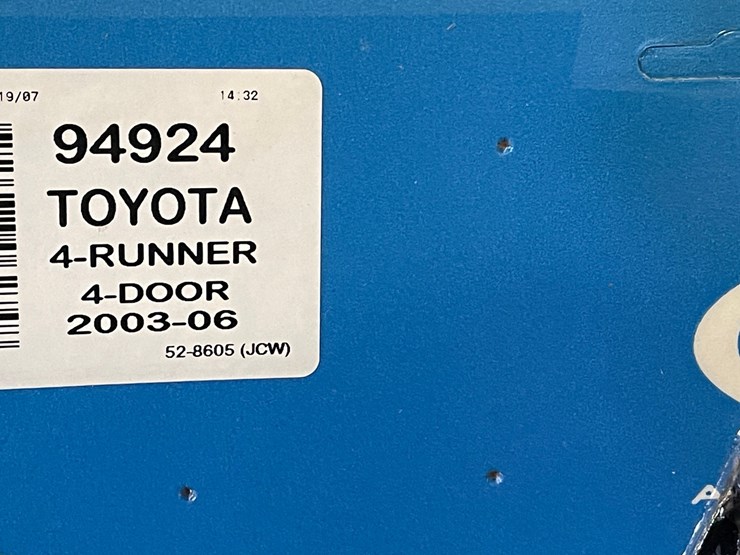 19/07 14:32
94924
TOYOTA
4-RUNNER
4-DOOR
2003-06
52-8605 (JCW)
A